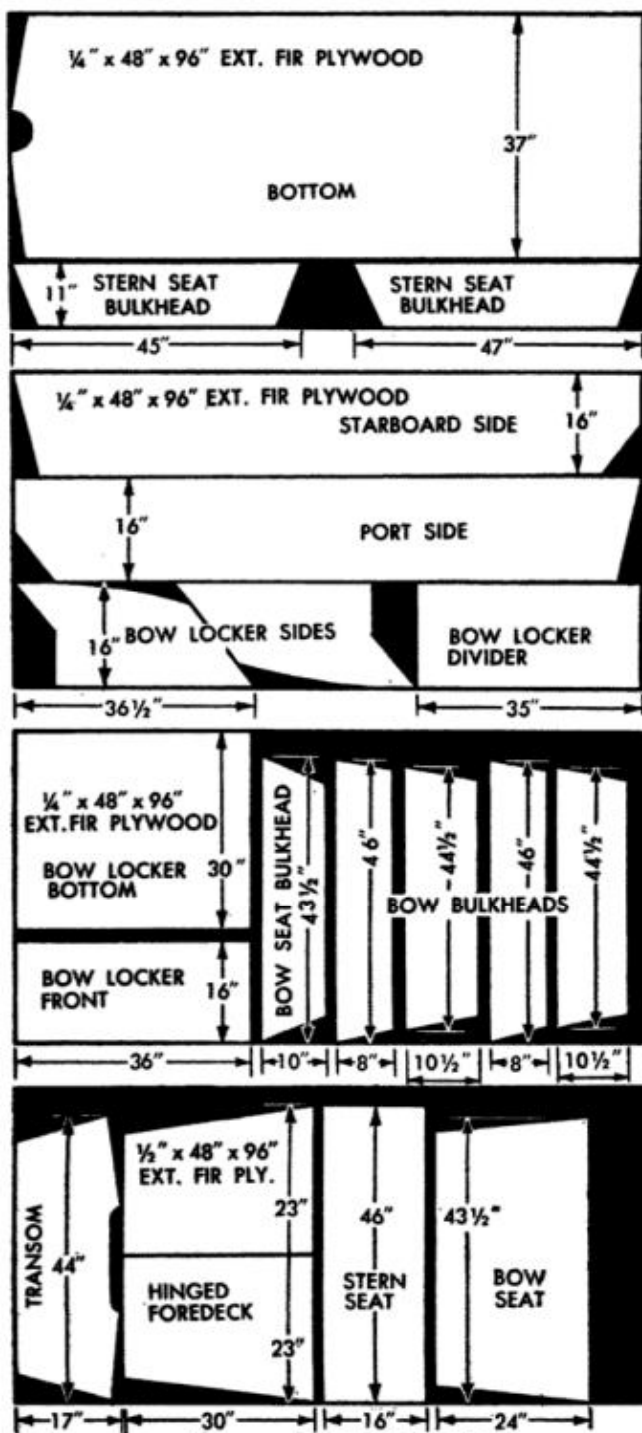 ¼" x 48" x 96" EXT. FIR PLYWOOD
37"
BOTTOM
11"
STERN SEAT
BULKHEAD
STERN SEAT
BULKHEAD
45"
47"
¼" x 48" x 96" EXT. FIR PLYWOOD
STARBOARD SIDE
16"
16"
PORT SIDE
16"
BOW LOCKER SIDES
BOW LOCKER
DIVIDER
36½"
35"
¼" x 48" x 96"
EXT.FIR PLYWOOD
BOW LOCKER
BOTTOM
30"
BOW LOCKER
FRONT
16"
BOW SEAT BULKHEAD
43½"
46"
44½"
46"
44½"
BOW BULKHEADS
36"
10"
8"
10½"
8"
10½"
TRANSOM
44"
½" x 48" x 96"
EXT. FIR PLY.
23"
HINGED
FOREDECK
23"
46"
STERN
SEAT
43½"
BOW
SEAT
17"
30"
16"
24"